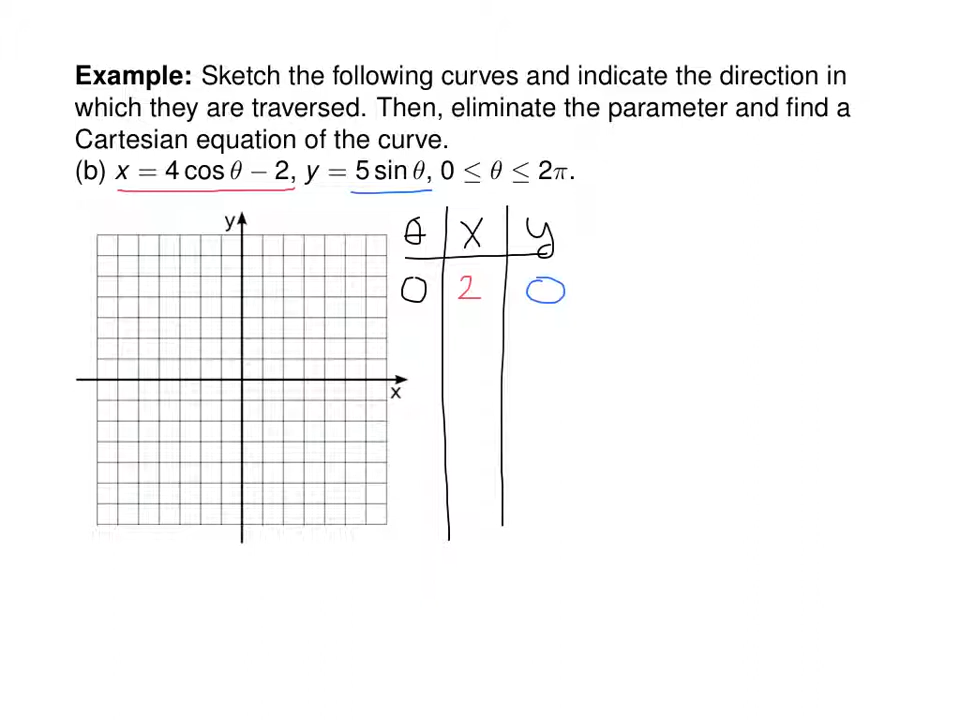 Example: Sketch the following curves and indicate the direction in
which they are traversed. Then, eliminate the parameter and find a
Cartesian equation of the curve.
(b) x = 4 cos θ − 2, y = 5 sin θ, 0 ≤ θ ≤ 2π.
y
θ x y
0 2 0
x